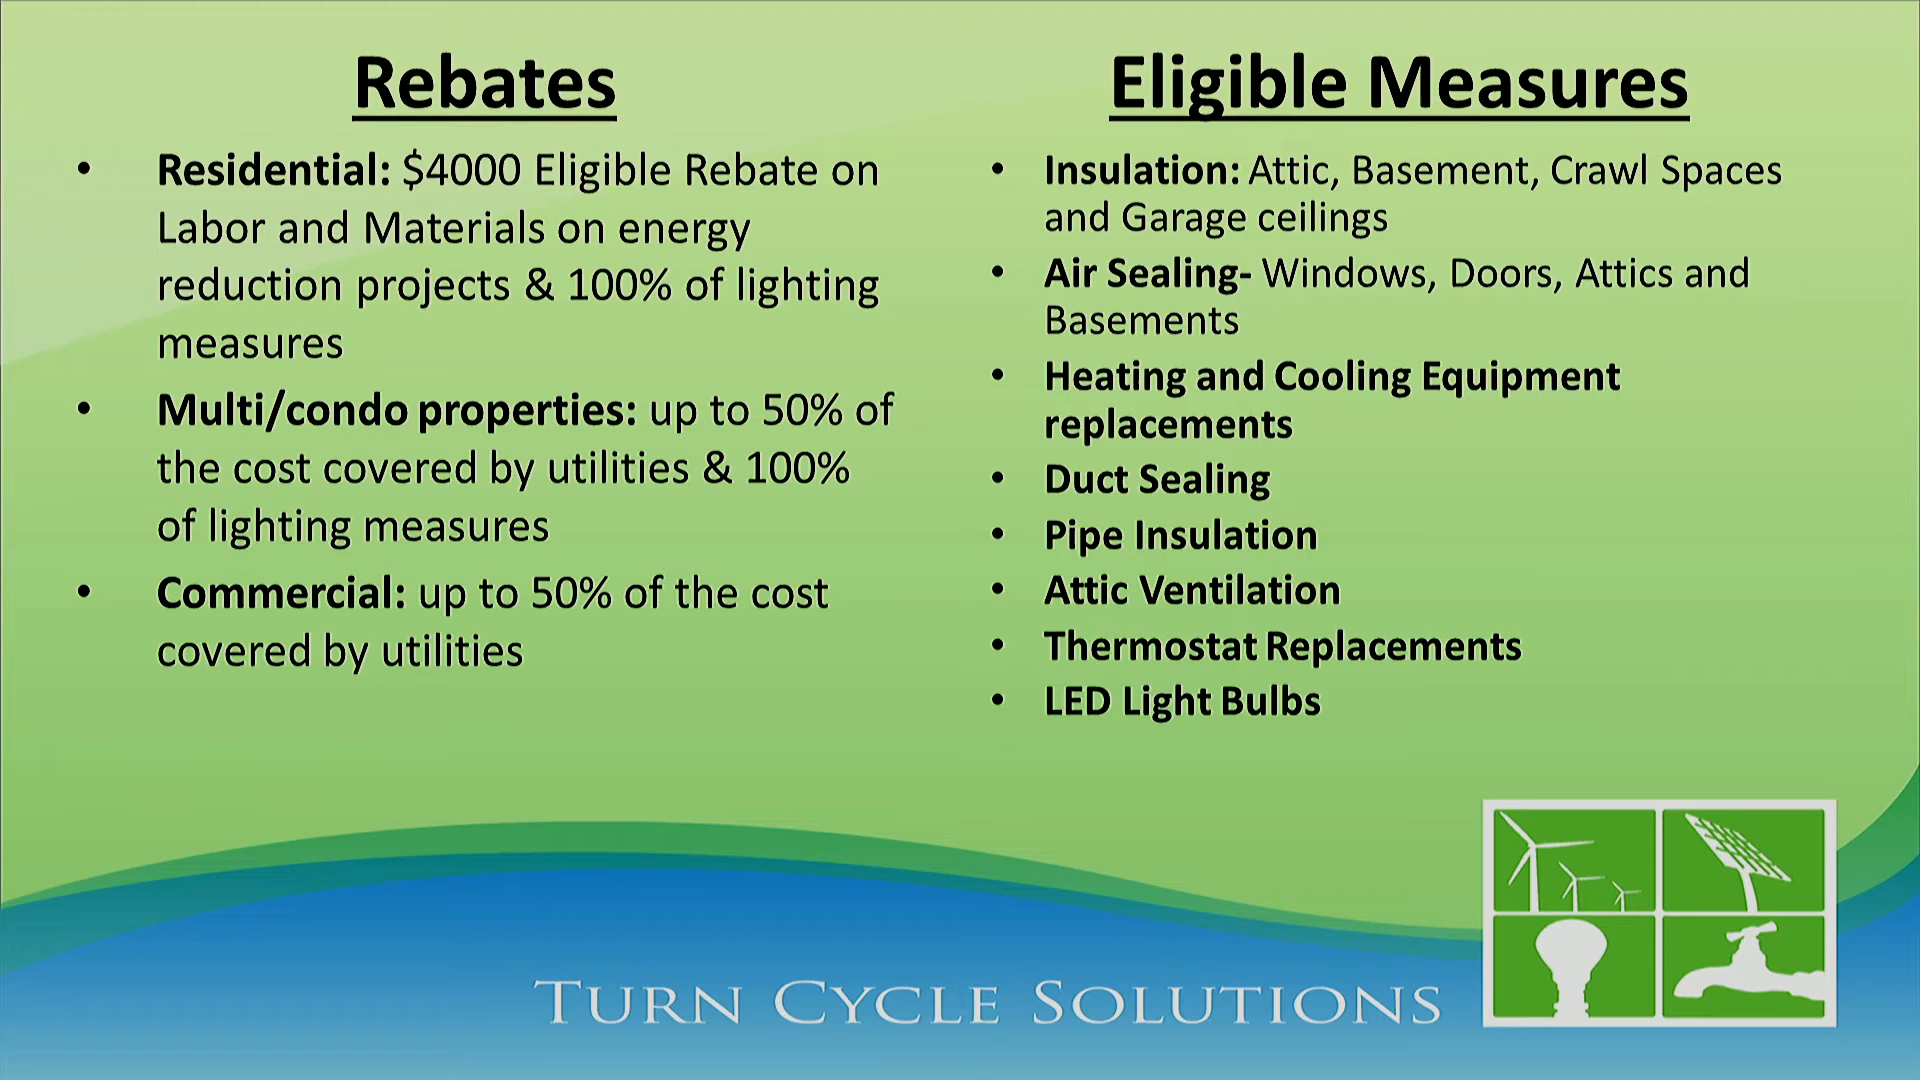 Rebates
• Residential: $4000 Eligible Rebate on
Labor and Materials on energy
reduction projects & 100% of lighting
measures
• Multi/condo properties: up to 50% of
the cost covered by utilities & 100%
of lighting measures
• Commercial: up to 50% of the cost
covered by utilities
Eligible Measures
• Insulation: Attic, Basement, Crawl Spaces
and Garage ceilings
• Air Sealing- Windows, Doors, Attics and
Basements
• Heating and Cooling Equipment
replacements
• Duct Sealing
• Pipe Insulation
• Attic Ventilation
• Thermostat Replacements
• LED Light Bulbs
TURN CYCLE SOLUTIONS